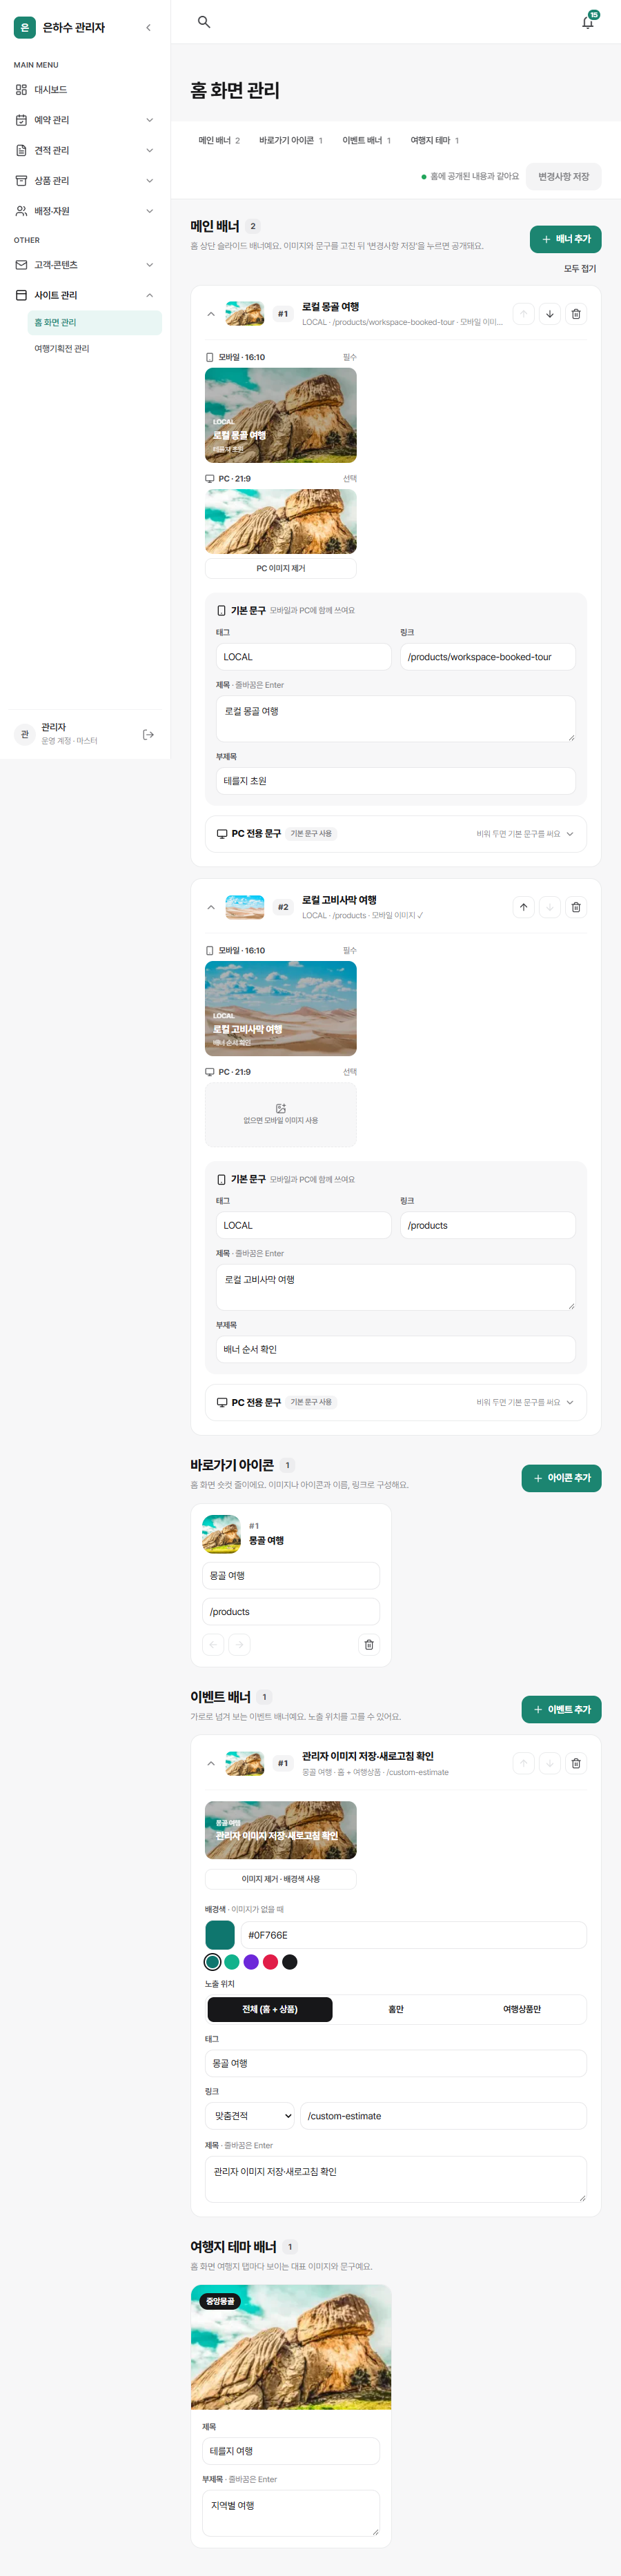 은 은하수 관리자
MAIN MENU
대시보드
예약 관리
견적 관리
상품 관리
배정·자원
OTHER
고객·콘텐츠
사이트 관리
홈 화면 관리
여행기획전 관리
관 관리자
운영 계정 · 마스터
15
홈 화면 관리
메인 배너 2 바로가기 아이콘 1 이벤트 배너 1 여행지 테마 1
홈에 공개된 내용과 같아요 변경사항 저장
메인 배너 2
홈 상단 슬라이드 배너예요. 이미지와 문구를 고친 뒤 '변경사항 저장'을 누르면 공개돼요.
배너 추가
모두 접기
#1 로컬 몽골 여행
LOCAL · /products/workspace-booked-tour · 모바일 이미...
모바일 · 16:10 필수
LOCAL
로컬 몽골 여행
테를지 초원
PC · 21:9 선택
PC 이미지 제거
기본 문구 모바일과 PC에 함께 쓰여요
태그 링크
LOCAL /products/workspace-booked-tour
제목 · 줄바꿈은 Enter
로컬 몽골 여행
부제목
테를지 초원
PC 전용 문구 기본 문구 사용 비워 두면 기본 문구를 써요
#2 로컬 고비사막 여행
LOCAL · /products · 모바일 이미지 ✓
모바일 · 16:10 필수
LOCAL
로컬 고비사막 여행
배너 순서 확인
PC · 21:9 선택
없으면 모바일 이미지 사용
기본 문구 모바일과 PC에 함께 쓰여요
태그 링크
LOCAL /products
제목 · 줄바꿈은 Enter
로컬 고비사막 여행
부제목
배너 순서 확인
PC 전용 문구 기본 문구 사용 비워 두면 기본 문구를 써요
바로가기 아이콘 1
홈 화면 숏컷 줄이에요. 이미지나 아이콘과 이름, 링크로 구성해요.
아이콘 추가
#1
몽골 여행
몽골 여행
/products
이벤트 배너 1
가로로 넘겨 보는 이벤트 배너예요. 노출 위치를 고를 수 있어요.
이벤트 추가
#1 관리자 이미지 저장·새로고침 확인
몽골 여행 · 홈 + 여행상품 · /custom-estimate
몽골 여행
관리자 이미지 저장·새로고침 확인
이미지 제거 · 배경색 사용
배경색 · 이미지가 없을 때
#0F766E
노출 위치
전체 (홈 + 상품) 홈만 여행상품만
태그
몽골 여행
링크
맞춤견적 /custom-estimate
제목 · 줄바꿈은 Enter
관리자 이미지 저장·새로고침 확인
여행지 테마 배너 1
홈 화면 여행지 탭마다 보이는 대표 이미지와 문구예요.
중앙몽골
제목
테를지 여행
부제목 · 줄바꿈은 Enter
지역별 여행